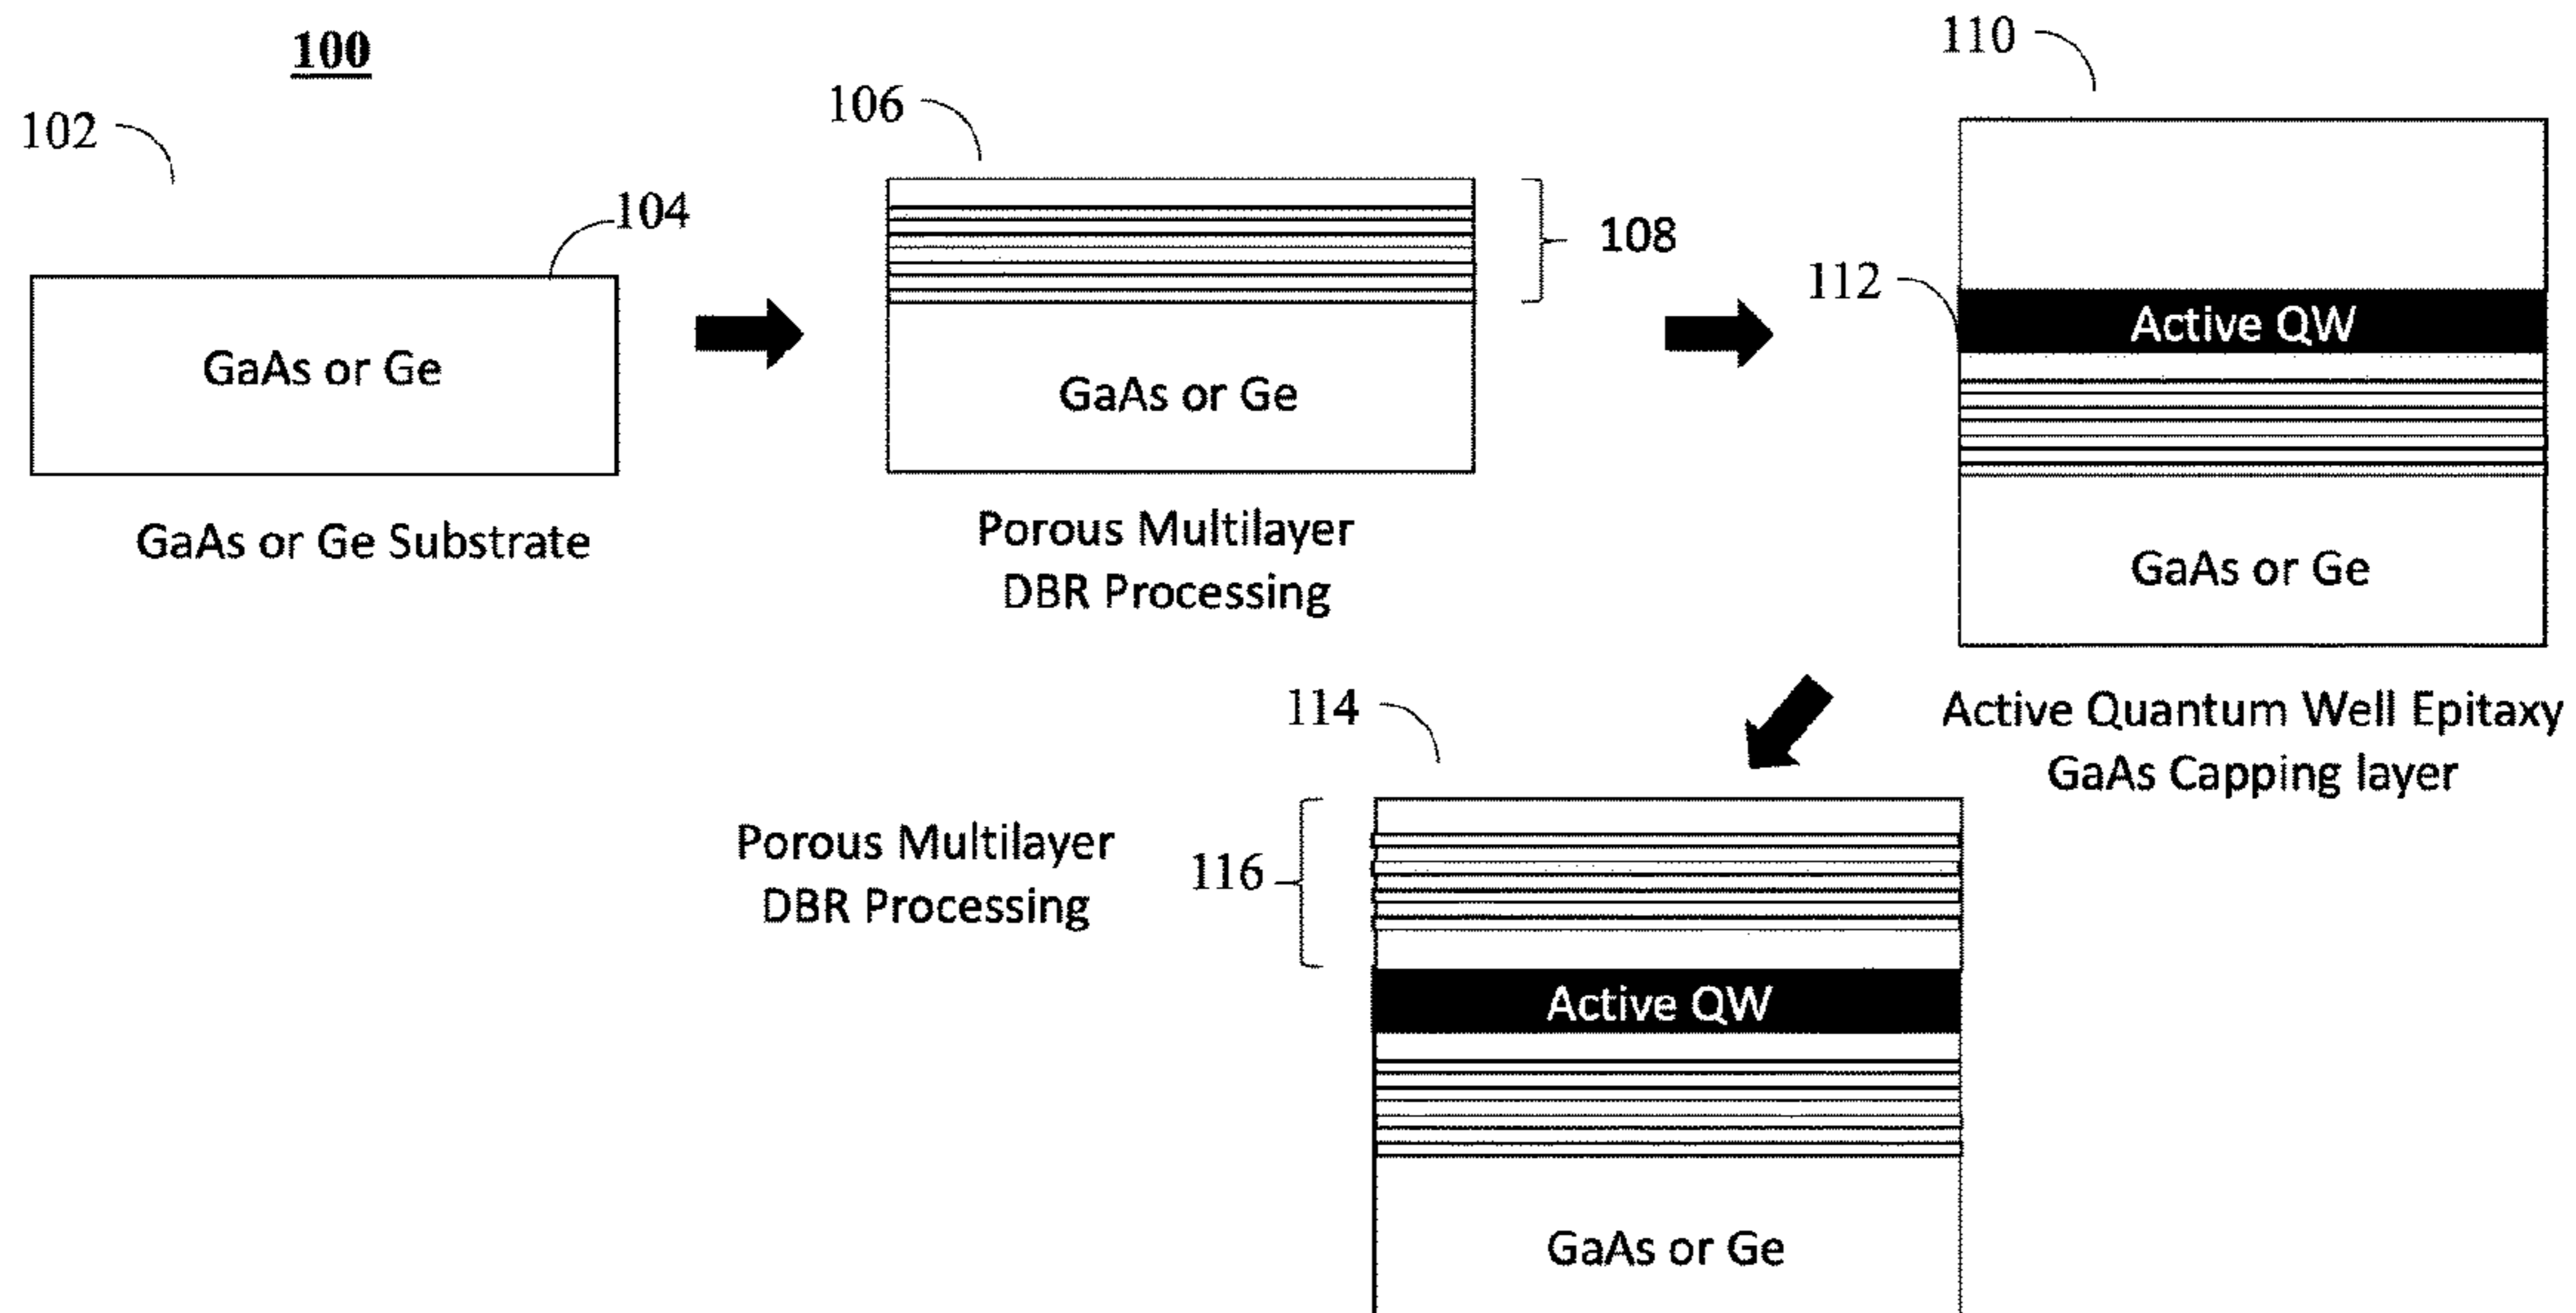 100
102
104
GaAs or Ge
GaAs or Ge Substrate
106
108
GaAs or Ge
Porous Multilayer
DBR Processing
110
112
Active QW
GaAs or Ge
Active Quantum Well Epitaxy
GaAs Capping layer
114
Porous Multilayer
DBR Processing
116
Active QW
GaAs or Ge